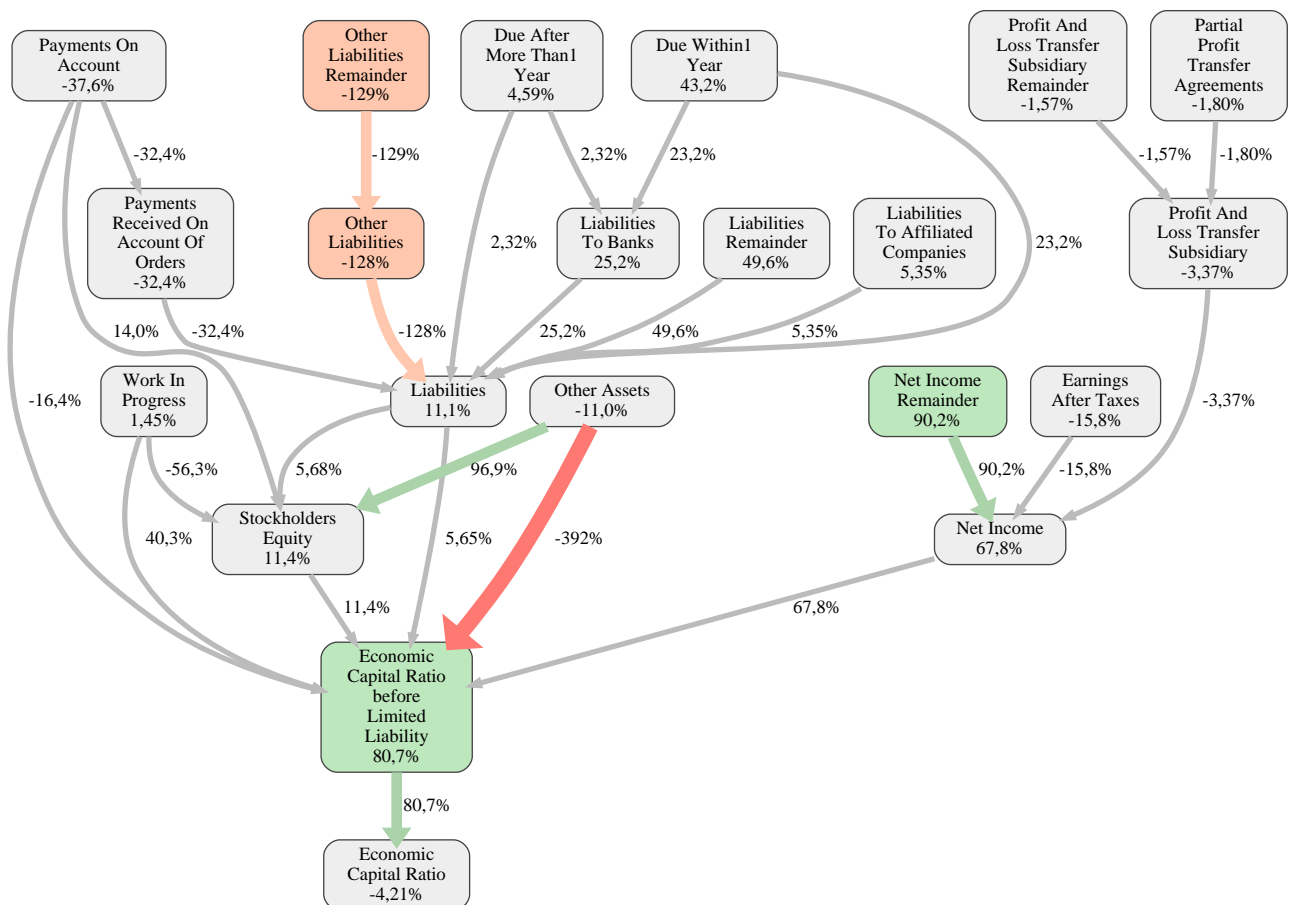 Payments On
Account
-37,6%
Other
Liabilities
Remainder
-129%
Due After
More Than1
Year
4,59%
Due Within1
Year
43,2%
Profit And
Loss Transfer
Subsidiary
Remainder
-1,57%
Partial
Profit
Transfer
Agreements
-1,80%
-32,4%
-129%
2,32%
23,2%
-1,57%
-1,80%
Payments
Received On
Account Of
Orders
-32,4%
Other
Liabilities
-128%
2,32%
Liabilities
To Banks
25,2%
Liabilities
Remainder
49,6%
Liabilities
To Affiliated
Companies
5,35%
23,2%
Profit And
Loss Transfer
Subsidiary
-3,37%
14,0%
-32,4%
-128%
25,2%
49,6%
5,35%
Work In
Progress
1,45%
Liabilities
11,1%
Other Assets
-11,0%
Net Income
Remainder
90,2%
Earnings
After Taxes
-15,8%
-16,4%
-3,37%
-56,3%
5,68%
96,9%
90,2%
-15,8%
Stockholders
Equity
11,4%
40,3%
5,65%
-392%
Net Income
67,8%
11,4%
67,8%
Economic
Capital Ratio
before
Limited
Liability
80,7%
80,7%
Economic
Capital Ratio
-4,21%